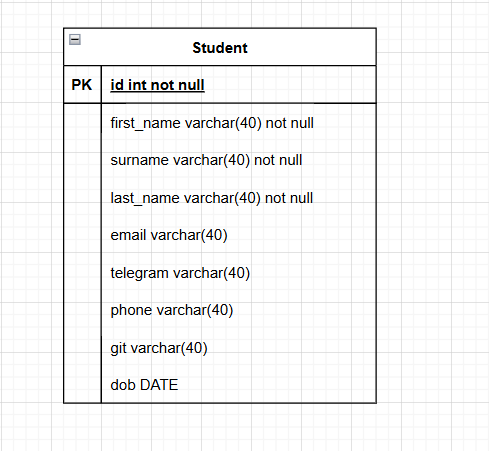 Student
PK id int not null
first_name varchar(40) not null
surname varchar(40) not null
last_name varchar(40) not null
email varchar(40)
telegram varchar(40)
phone varchar(40)
git varchar(40)
dob DATE